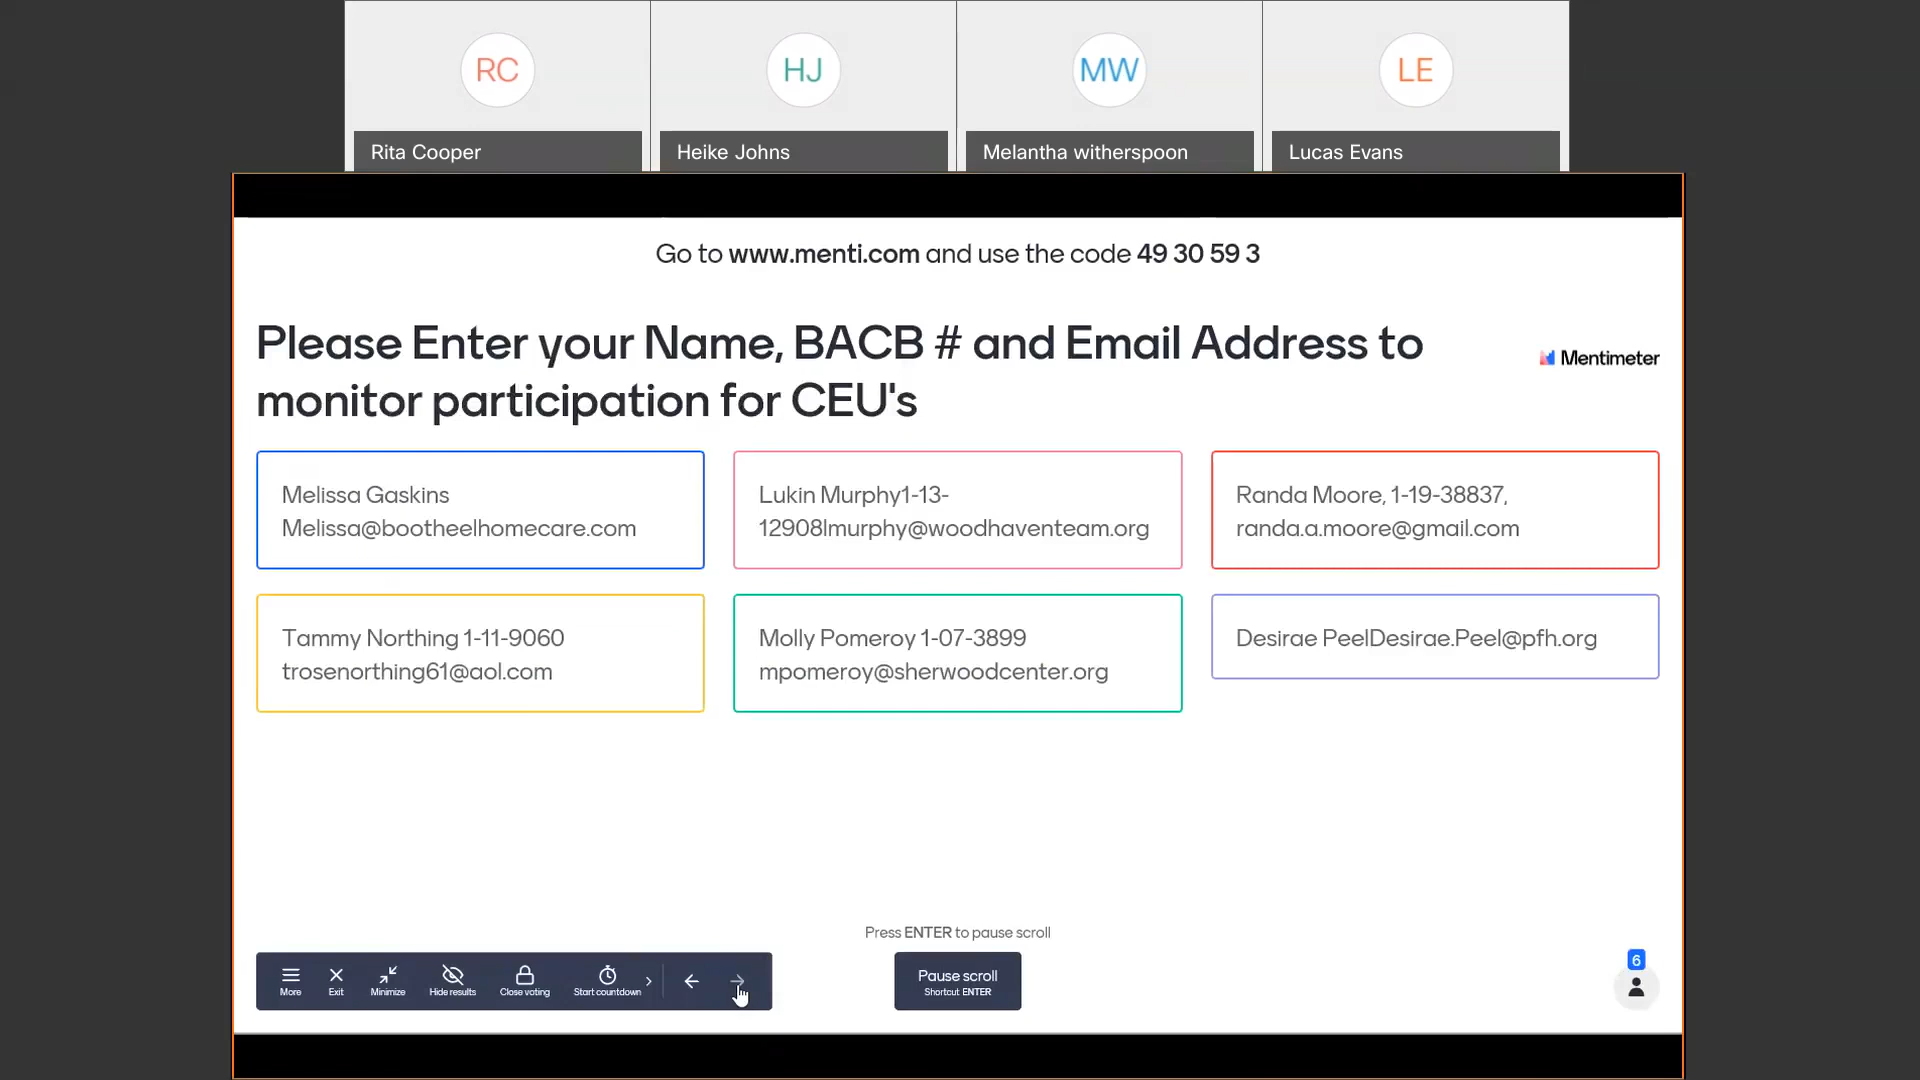 RC
HJ
MW
LE
Rita Cooper
Heike Johns
Melantha witherspoon
Lucas Evans
Go to www.menti.com and use the code 49 30 59 3
Please Enter your Name, BACB # and Email Address to
monitor participation for CEU's
Mentimeter
Melissa Gaskins
Melissa@bootheelhomecare.com
Lukin Murphy1-13-
12908lmurphy@woodhaventeam.org
Randa Moore, 1-19-38837,
randa.a.moore@gmail.com
Tammy Northing 1-11-9060
trosenorthing61@aol.com
Molly Pomeroy 1-07-3899
mpomeroy@sherwoodcenter.org
Desirae PeelDesirae.Peel@pfh.org
Press ENTER to pause scroll
Pause scroll
Shortcut ENTER
More
Exit
Minimize
Hide results
Close voting
Start countdown
6